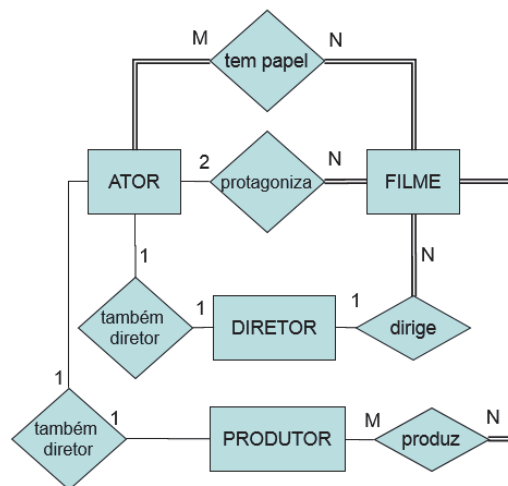 M
N
tem papel
ATOR
2
protagoniza
N
FILME
1
N
também
diretor
1
DIRETOR
1
dirige
1
também
diretor
1
PRODUTOR
M
produz
N